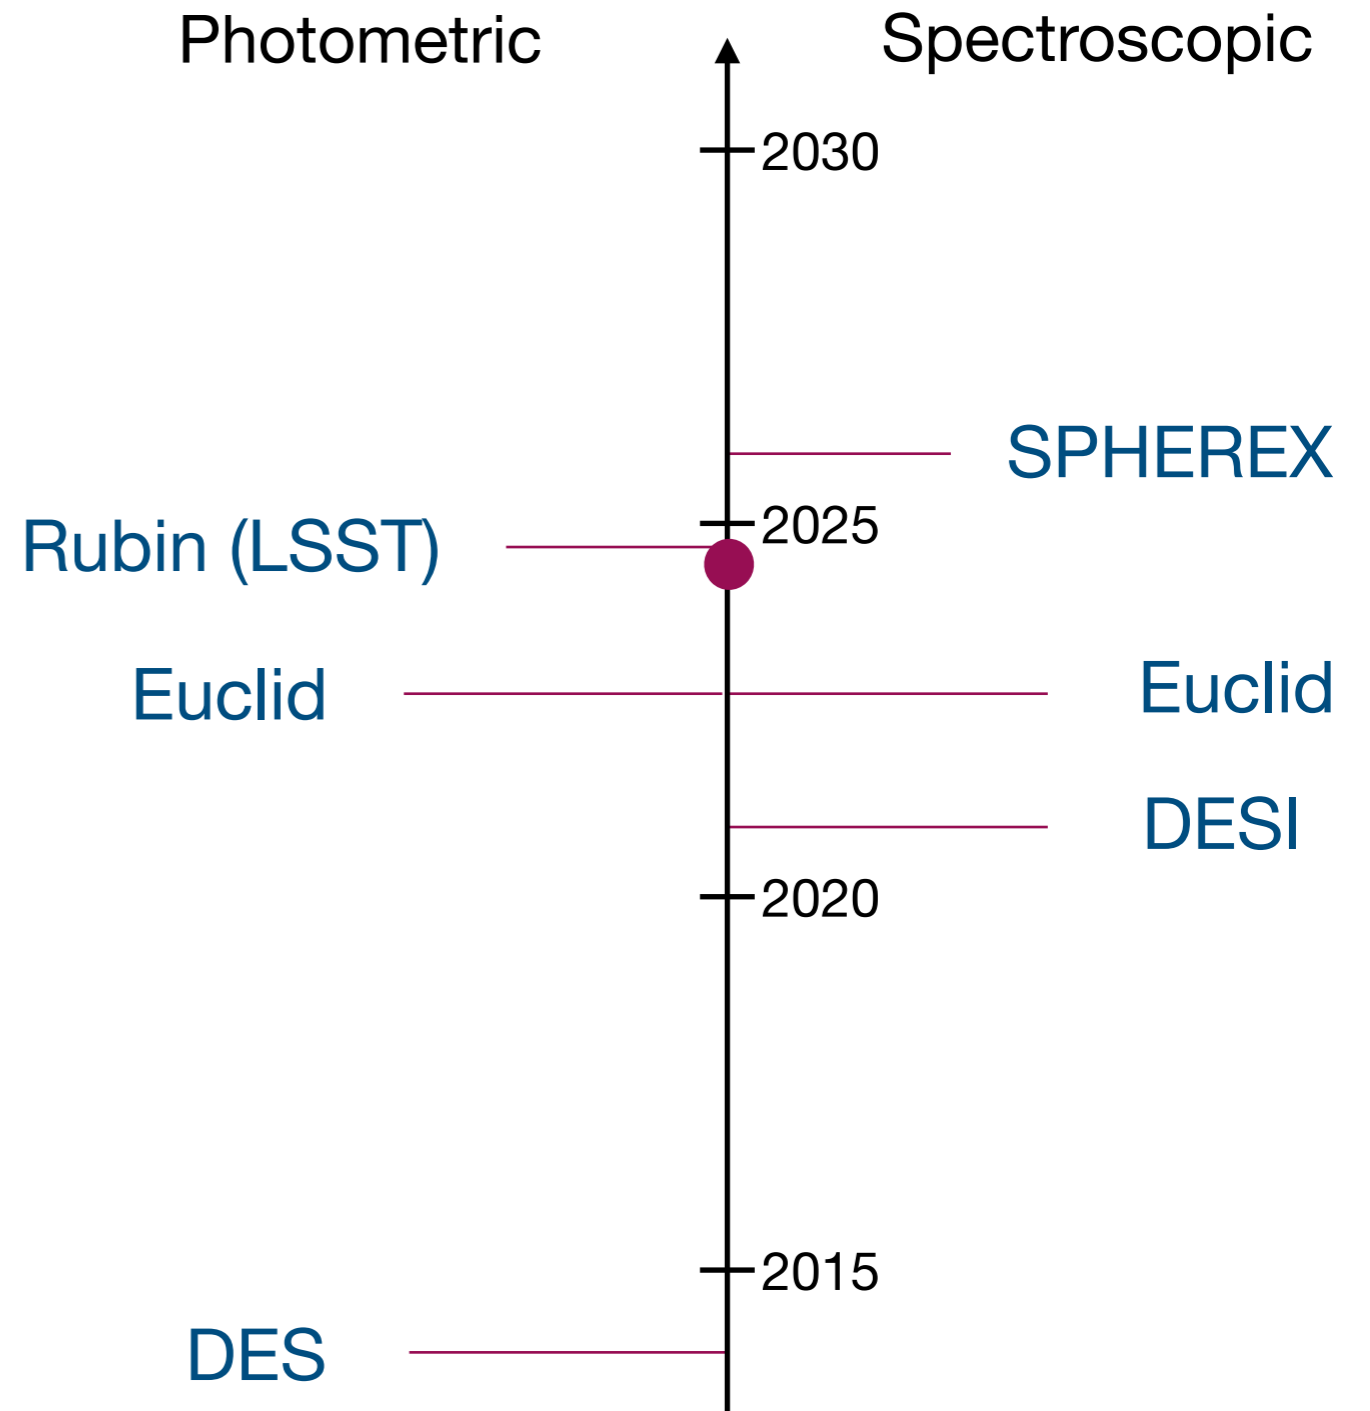 Photometric
Spectroscopic
2030
SPHEREX
2025
Rubin (LSST)
Euclid
Euclid
DESI
2020
2015
DES